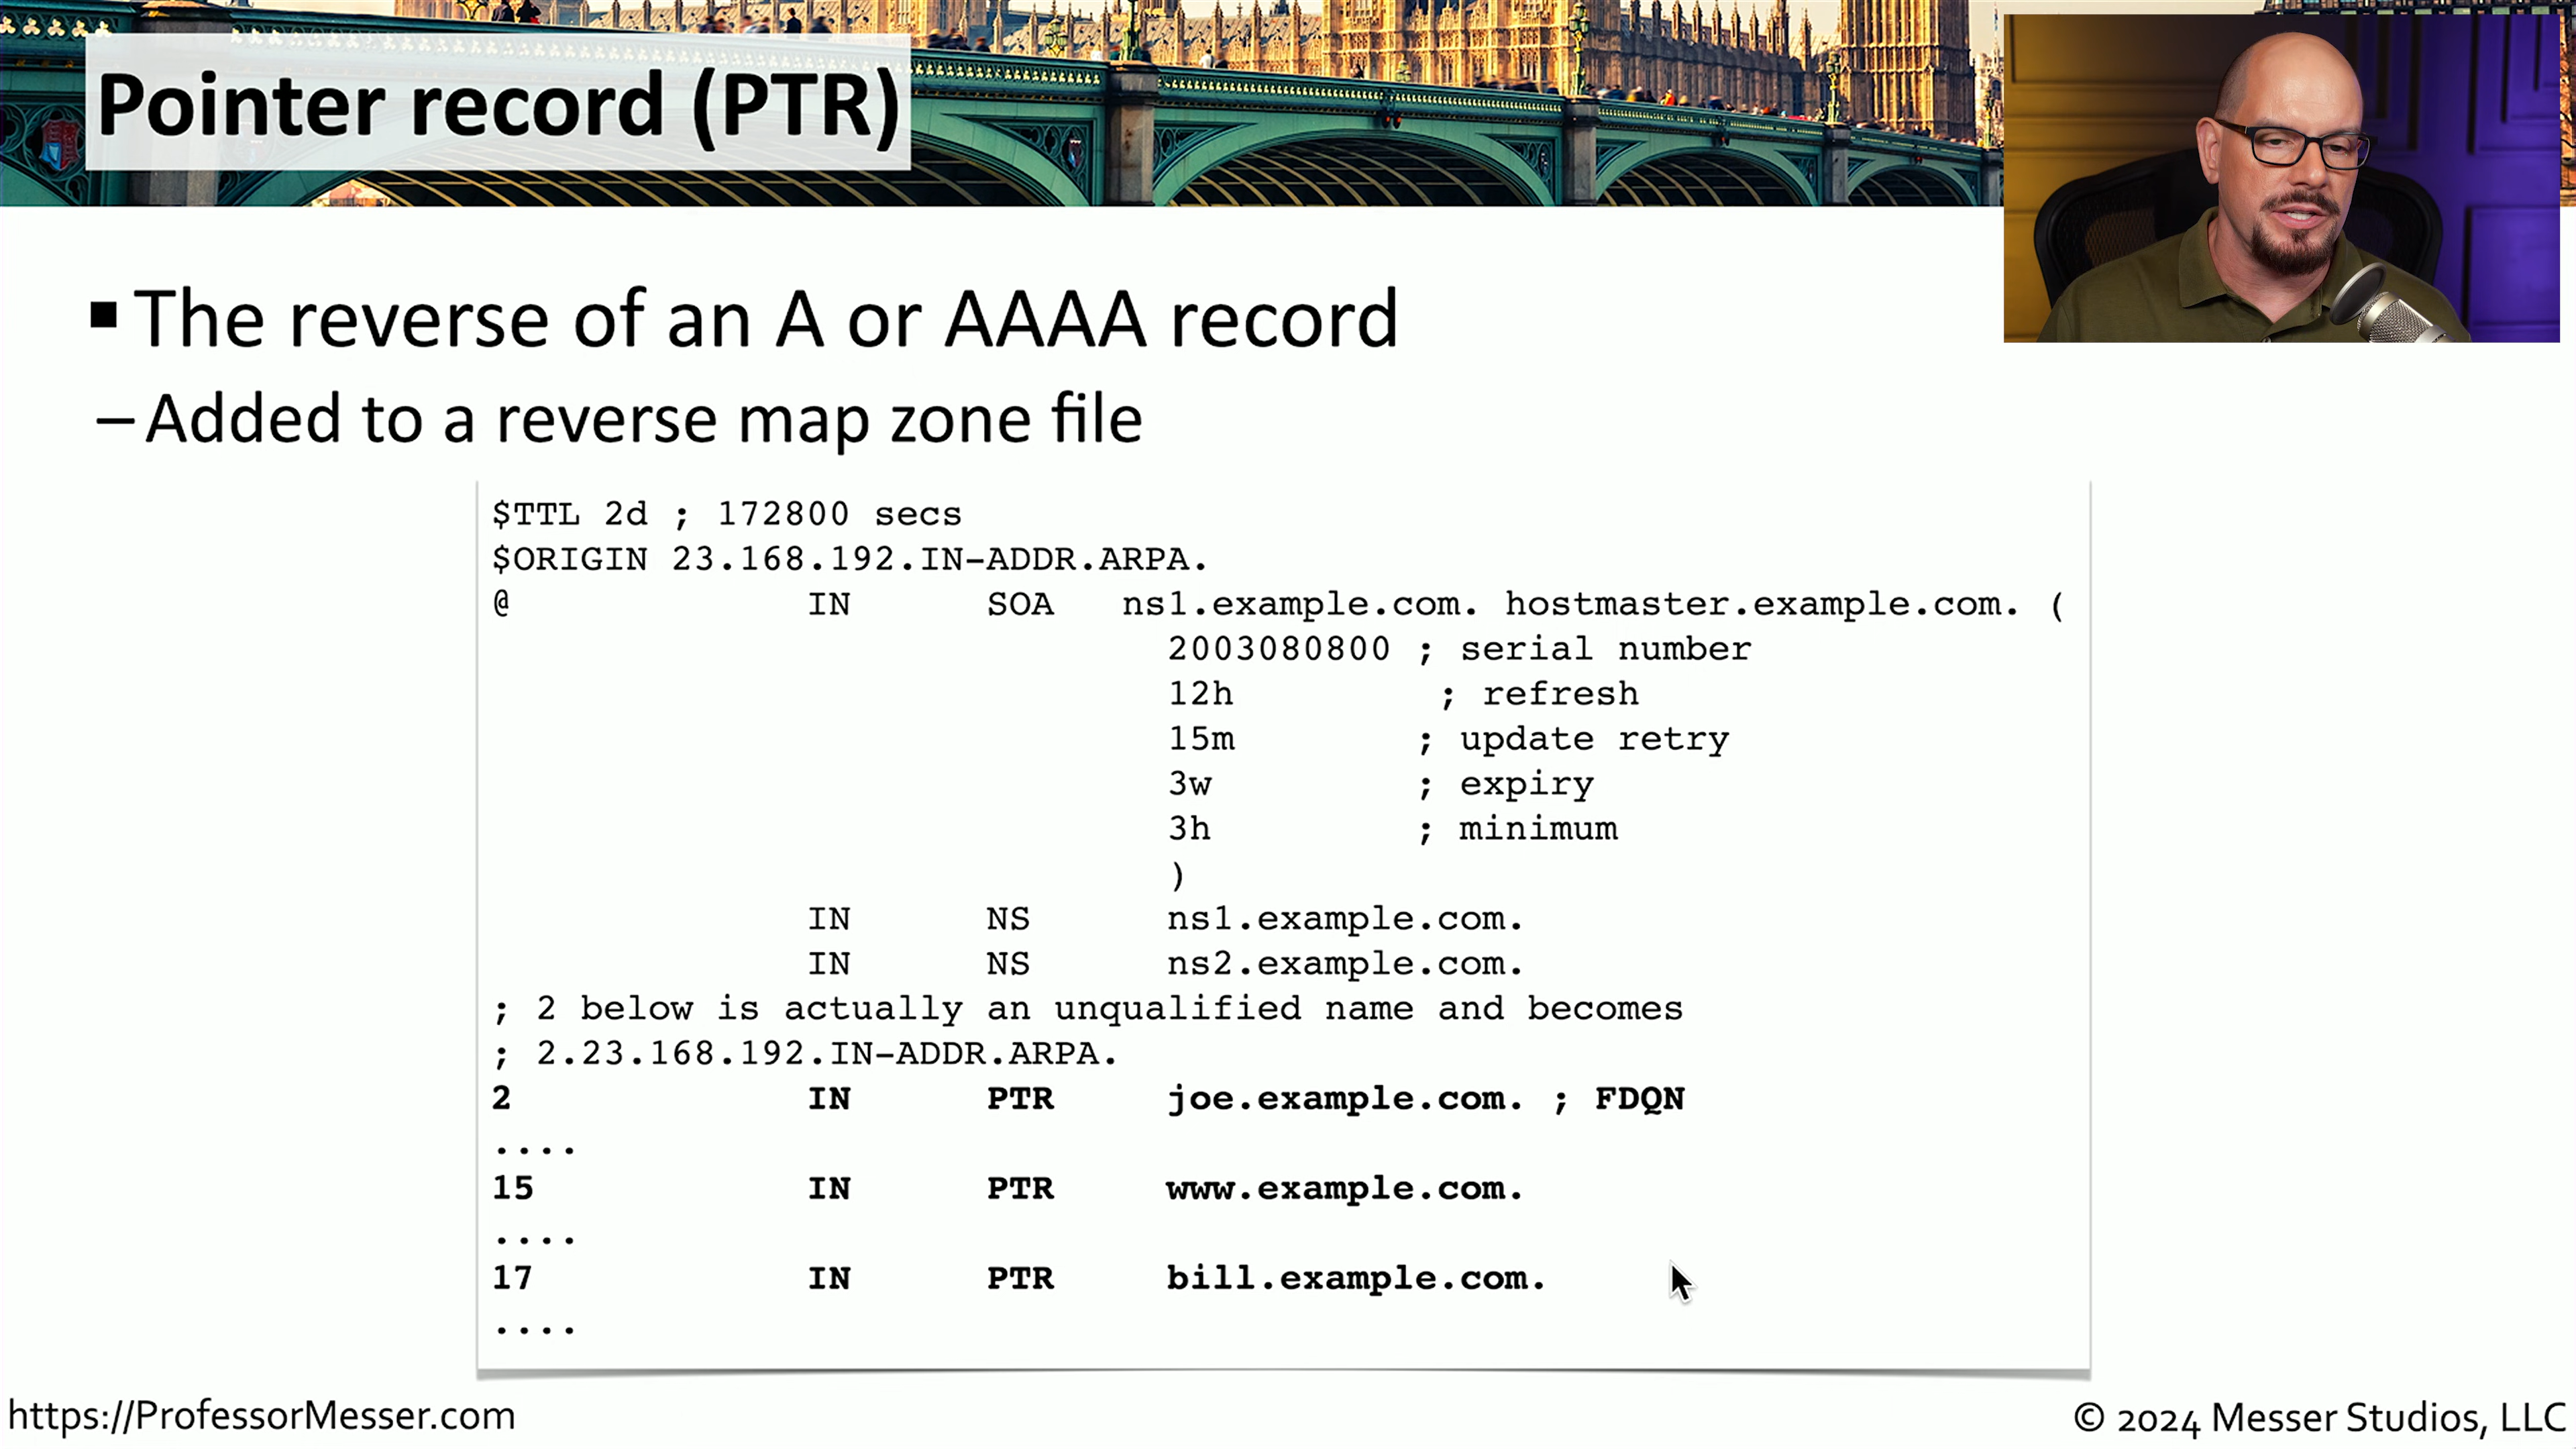 Pointer record (PTR)
▪ The reverse of an A or AAAA record
– Added to a reverse map zone file
$TTL 2d ; 172800 secs
$ORIGIN 23.168.192.IN-ADDR.ARPA.
@ IN SOA ns1.example.com. hostmaster.example.com. (
2003080800 ; serial number
12h ; refresh
15m ; update retry
3w ; expiry
3h ; minimum
)
IN NS ns1.example.com.
IN NS ns2.example.com.
; 2 below is actually an unqualified name and becomes
; 2.23.168.192.IN-ADDR.ARPA.
2 IN PTR joe.example.com. ; FDQN
....
15 IN PTR www.example.com.
....
17 IN PTR bill.example.com.
....
https://ProfessorMesser.com
© 2024 Messer Studios, LLC